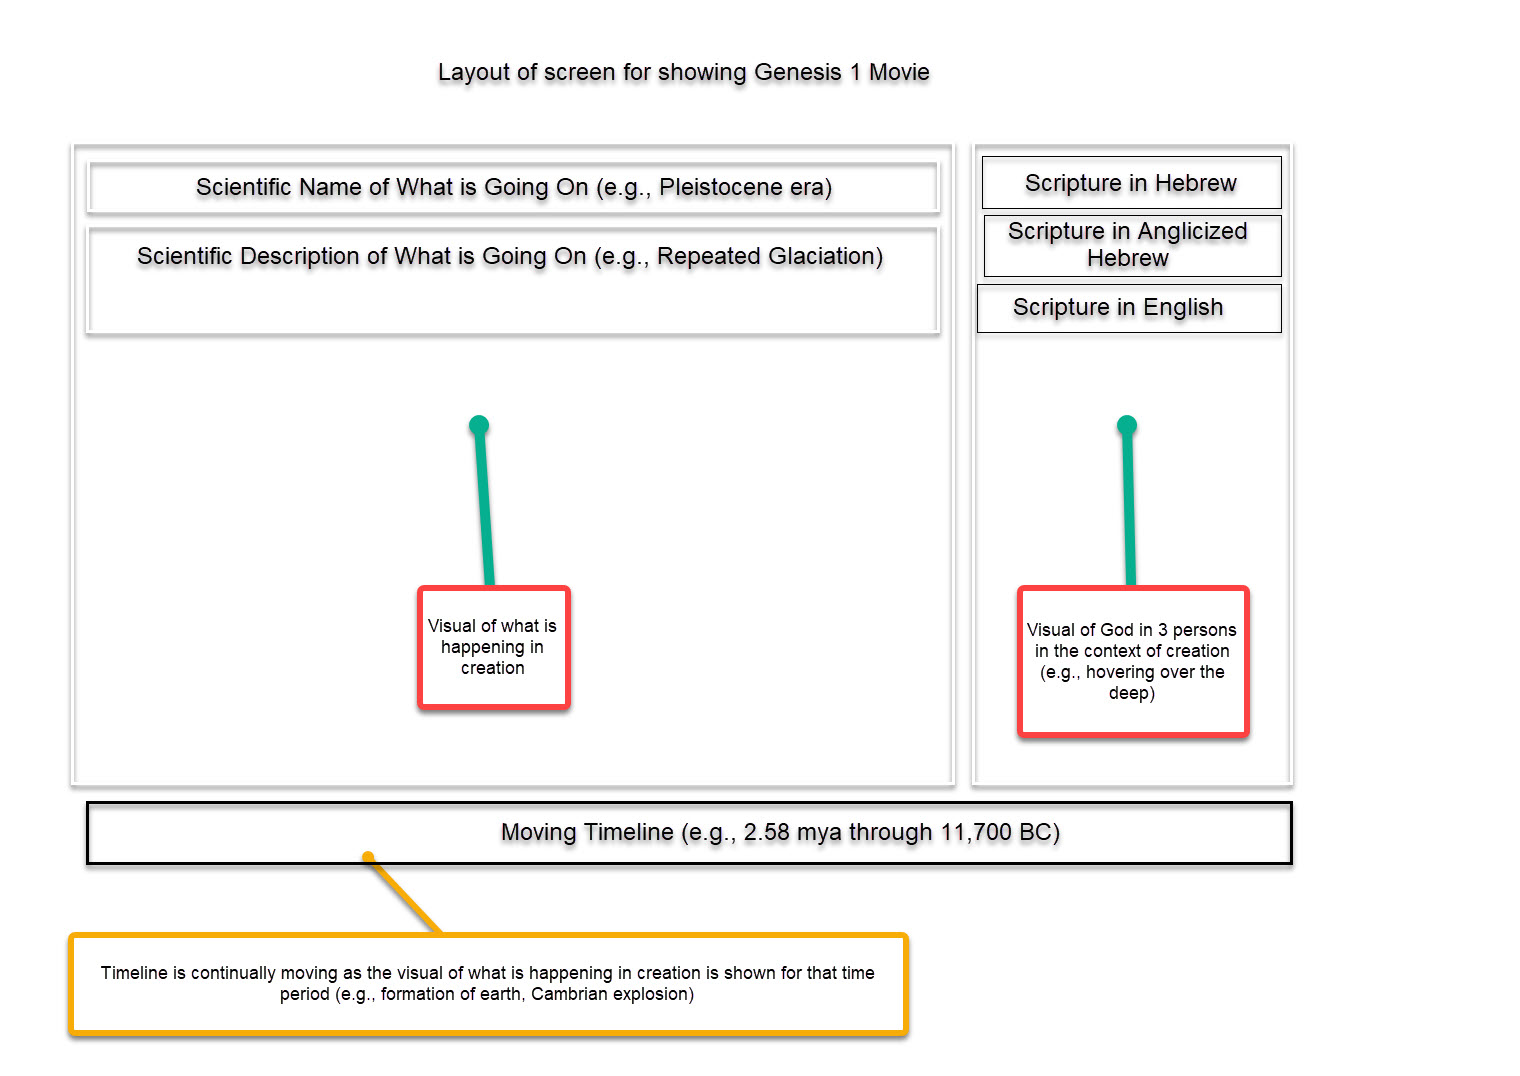 Layout of screen for showing Genesis 1 Movie
Scientific Name of What is Going On (e.g., Pleistocene era)
Scientific Description of What is Going On (e.g., Repeated Glaciation)
Scripture in Hebrew
Scripture in Anglicized
Hebrew
Scripture in English
Visual of what is
happening in
creation
Visual of God in 3 persons
in the context of creation
(e.g., hovering over the
deep)
Moving Timeline (e.g., 2.58 mya through 11,700 BC)
Timeline is continually moving as the visual of what is happening in creation is shown for that time
period (e.g., formation of earth, Cambrian explosion)